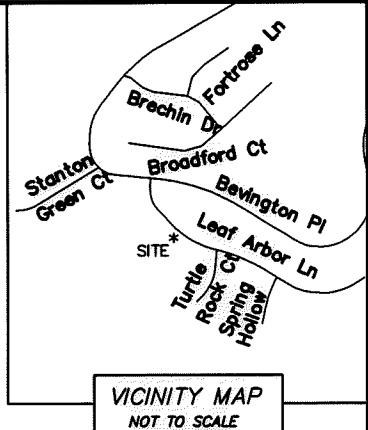 Fortrose Ln
Brechin Dr
Broadford Ct
Stanton
Green Ct
Bevington Pl
Leaf Arbor Ln
SITE*
Turtle
Rock Ct
Spring
Hollow
VICINITY MAP
NOT TO SCALE